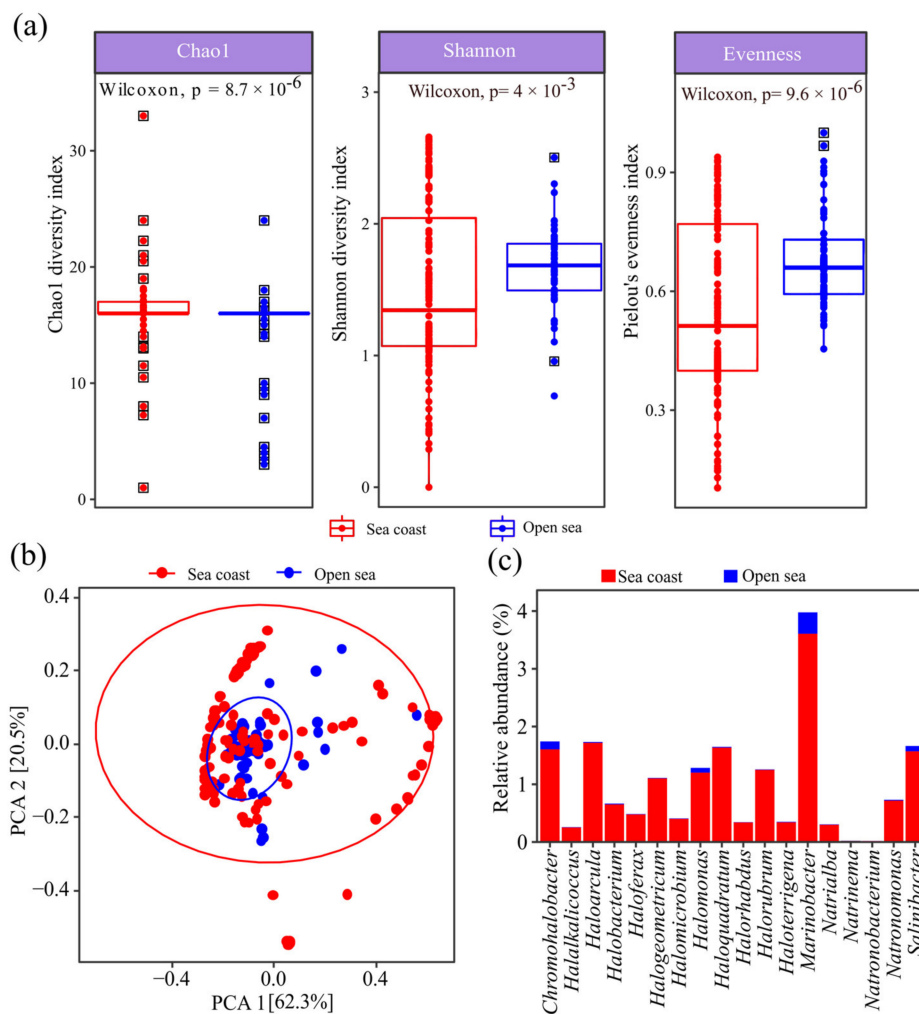 (a)
Chao1
Shannon
Evenness
Wilcoxon, p = 8.7 × 10-6
Wilcoxon, p= 4 × 10-3
Wilcoxon, p= 9.6 × 10-6
Chao1 diversity index
30
20
10
0
Shannon diversity index
3
2
1
0
Pielou's evenness index
0.9
0.6
0.3
Sea coast
Open sea
(b)
Sea coast
Open sea
PCA 2 [20.5%]
0.4
0.2
0.0
−0.2
−0.4
−0.4
0.0
0.4
PCA 1 [62.3%]
(c)
Sea coast
Open sea
Relative abundance (%)
4
3
2
1
0
Chromohalobacter
Halalkalicoccus
Haloarcula
Halobacterium
Haloferax
Halogeometricum
Halomicrobium
Halomonas
Haloquadratum
Halorhabdus
Halorubrum
Haloterrigena
Marinobacter
Natrialba
Natrinema
Natronobacterium
Natronomonas
Salinibacter